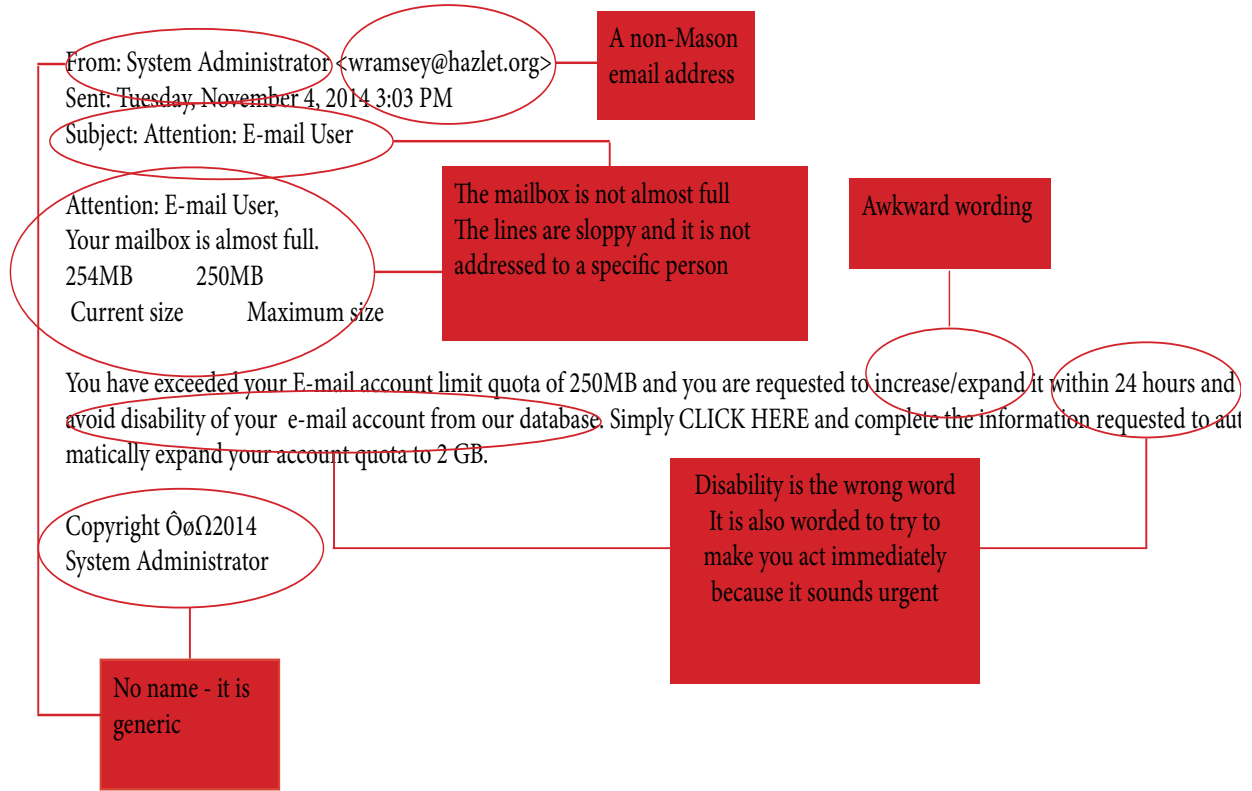 From: System Administrator <wramsey@hazlet.org>
Sent: Tuesday, November 4, 2014 3:03 PM
Subject: Attention: E-mail User
A non-Mason
email address
Attention: E-mail User,
Your mailbox is almost full.
254MB 250MB
Current size Maximum size
The mailbox is not almost full
The lines are sloppy and it is not
addressed to a specific person
Awkward wording
You have exceeded your E-mail account limit quota of 250MB and you are requested to increase/expand it within 24 hours and
avoid disability of your e-mail account from our database. Simply CLICK HERE and complete the information requested to aut
matically expand your account quota to 2 GB.
Copyright ÔøΩ2014
System Administrator
Disability is the wrong word
It is also worded to try to
make you act immediately
because it sounds urgent
No name - it is
generic